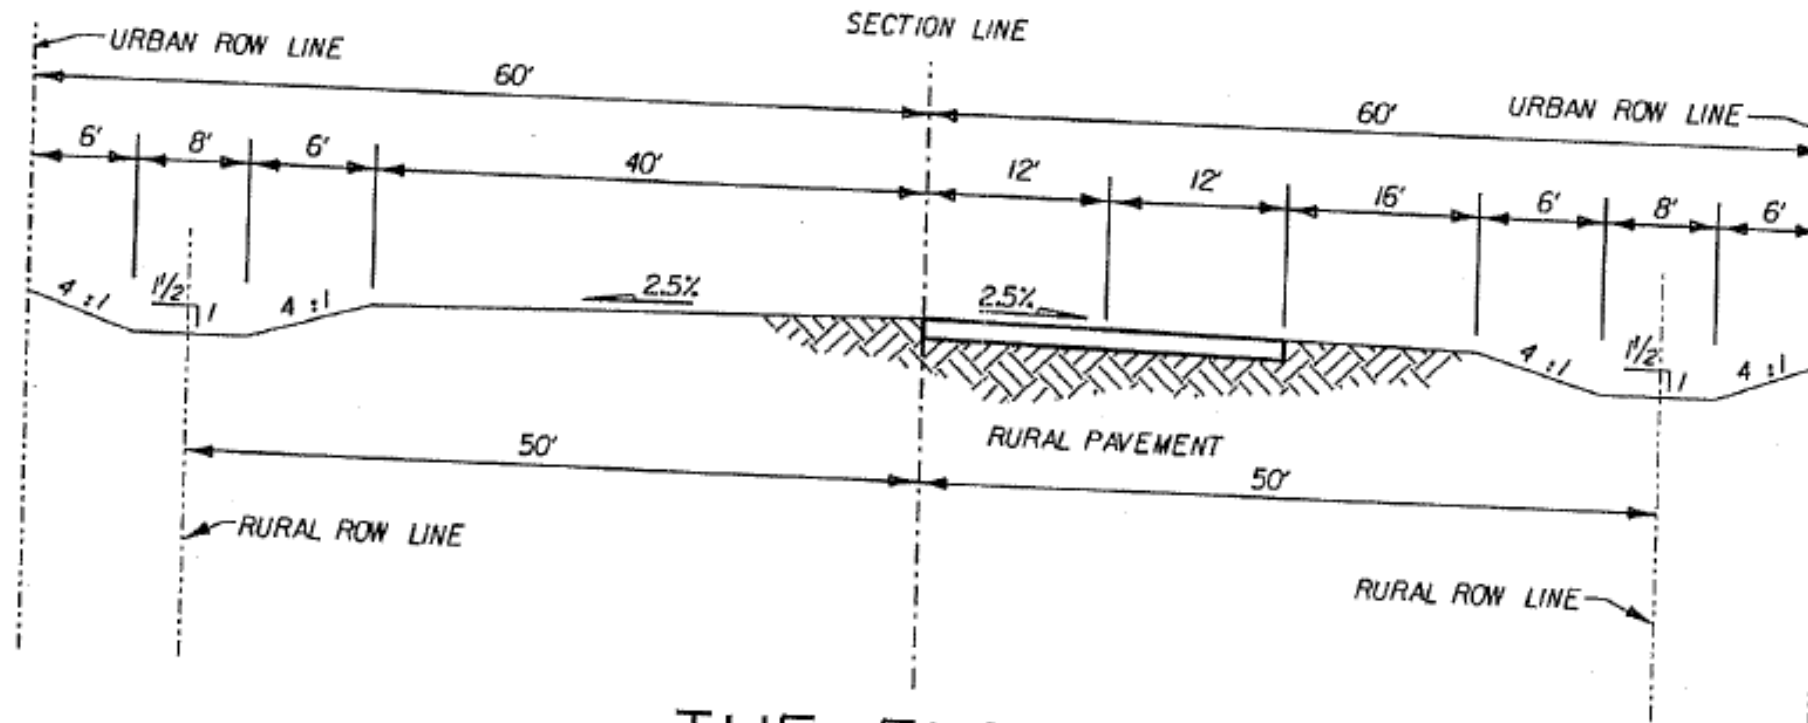 SECTION LINE
URBAN ROW LINE
60'
60'
URBAN ROW LINE
6' 8' 6' 40' 12' 12' 16' 6' 8' 6'
4:1 1 1/2 1 4:1 2.5% 2.5% 4:1 1 1/2 1 4:1
RURAL PAVEMENT
50' 50'
RURAL ROW LINE
RURAL ROW LINE